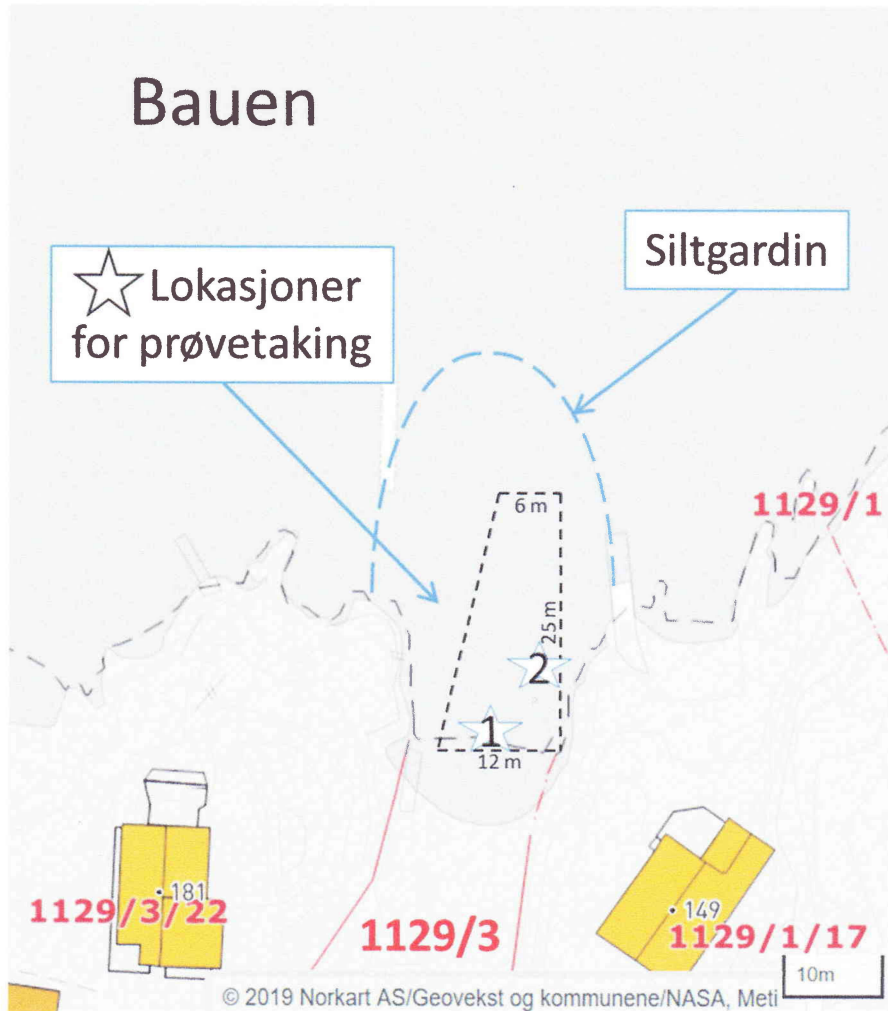 Bauen
Siltgardin
Lokasjoner
for prøvetaking
6 m
1129/1
25 m
2
1
12 m
181
1129/3/22
1129/3
149
1129/1/17
10m
© 2019 Norkart AS/Geovekst og kommunene/NASA, Meti